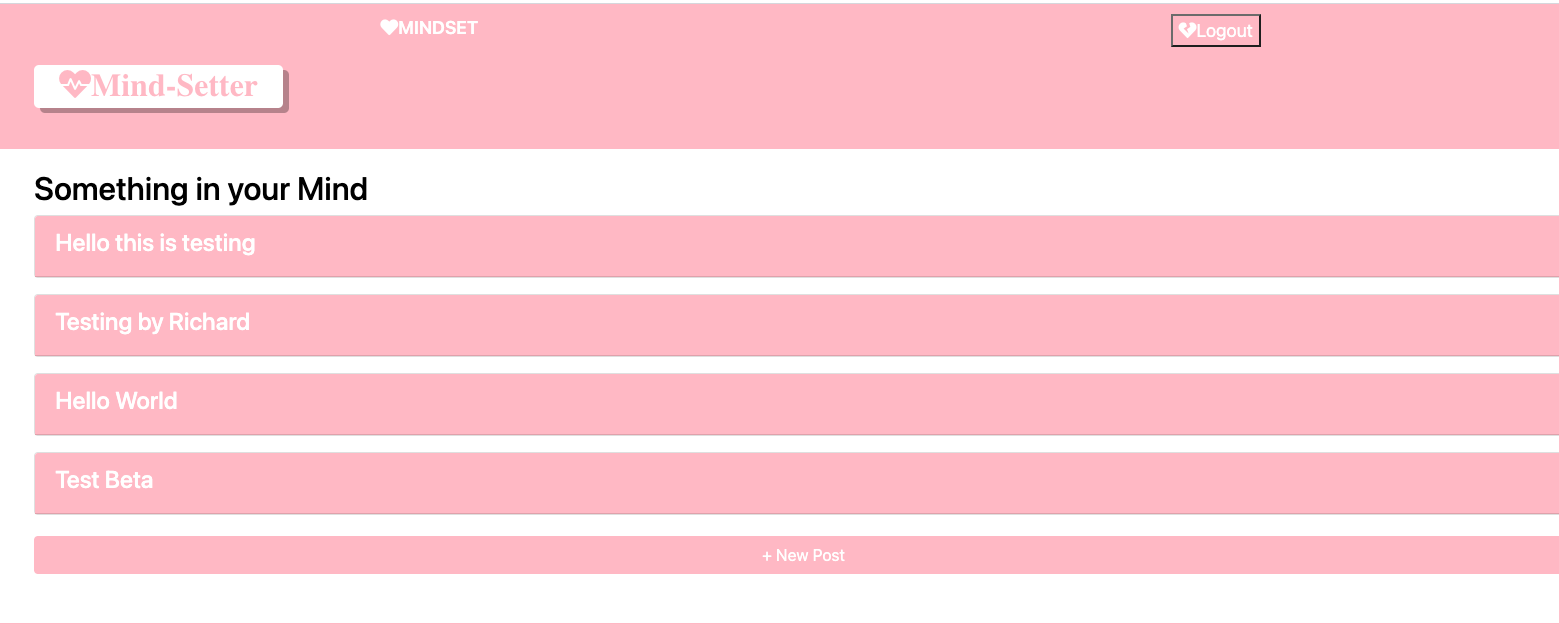 MINDSET
Logout
Mind-Setter
Something in your Mind
Hello this is testing
Testing by Richard
Hello World
Test Beta
+ New Post